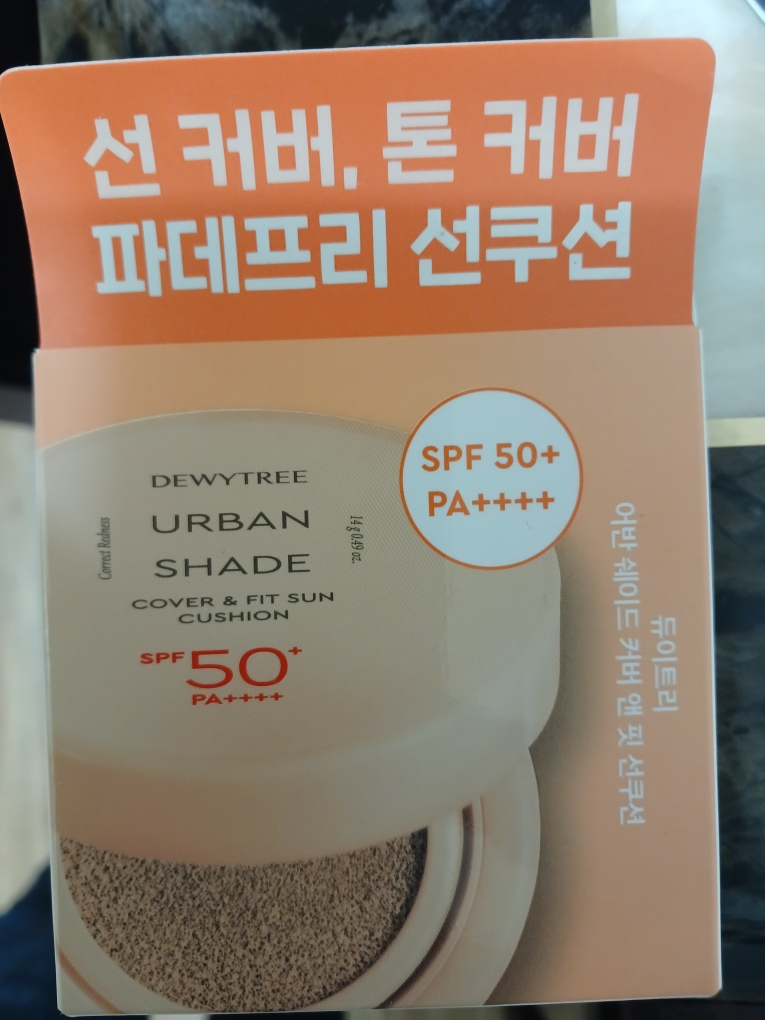 선 커버, 톤 커버
파데프리 선쿠션
SPF 50+
PA++++
DEWYTREE
URBAN
SHADE
COVER & FIT SUN
CUSHION
SPF 50+
PA++++
Correct Redness
14 g 0.49 oz.
듀이트리
어반 쉐이드 커버 앤 핏 선쿠션